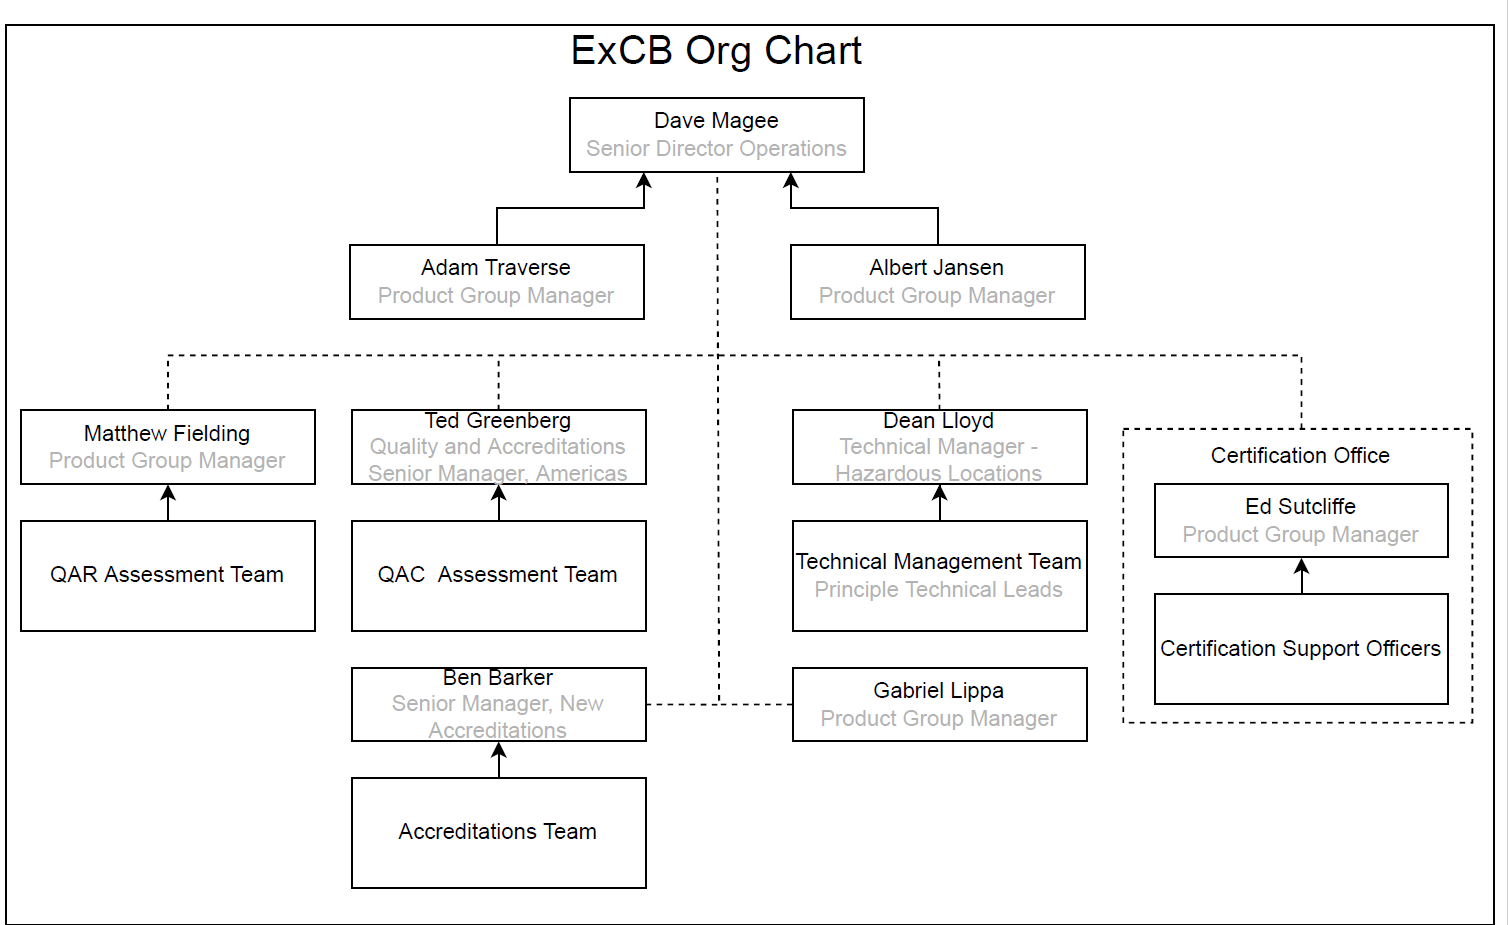 ExCB Org Chart
Dave Magee
Senior Director Operations
Adam Traverse
Product Group Manager
Albert Jansen
Product Group Manager
Matthew Fielding
Product Group Manager
Ted Greenberg
Quality and Accreditations
Senior Manager, Americas
Dean Lloyd
Technical Manager -
Hazardous Locations
Certification Office
Ed Sutcliffe
Product Group Manager
QAR Assessment Team
QAC  Assessment Team
Technical Management Team
Principle Technical Leads
Certification Support Officers
Ben Barker
Senior Manager, New
Accreditations
Gabriel Lippa
Product Group Manager
Accreditations Team